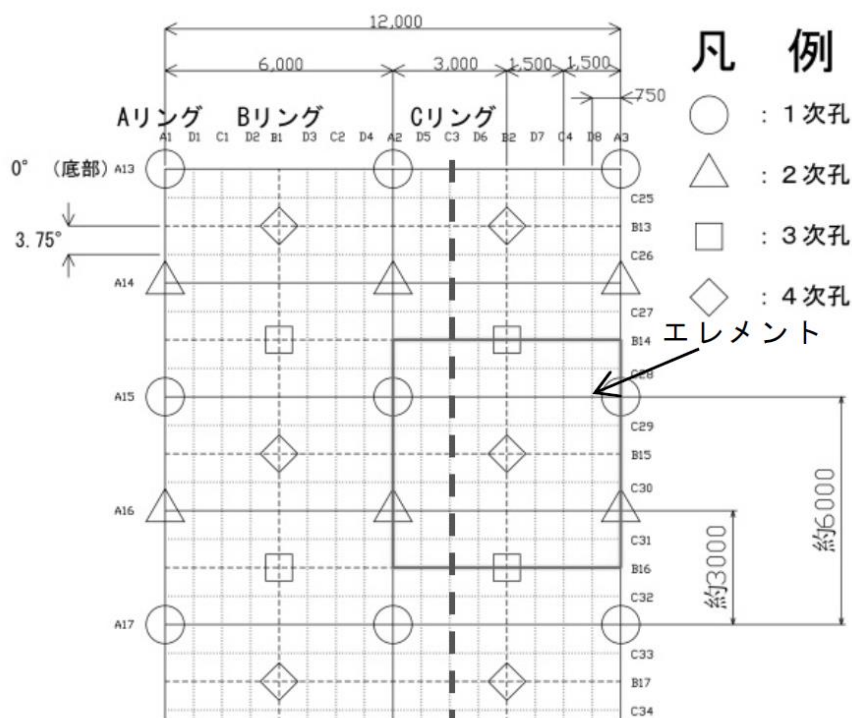 12,000
6,000
3,000
1,500
1,500
750
Aリング
Bリング
Cリング
A1
D1
C1
D2
B1
D3
C2
D4
A2
D5
C3
D6
B2
D7
C4
D8
A3
0° (底部)
A13
3.75°
A14
A15
A16
A17
C25
B13
C26
C27
B14
C28
C29
B15
C30
C31
B16
C32
C33
B17
C34
エレメント
約3000
約6000
凡 例
: 1次孔
: 2次孔
: 3次孔
: 4次孔